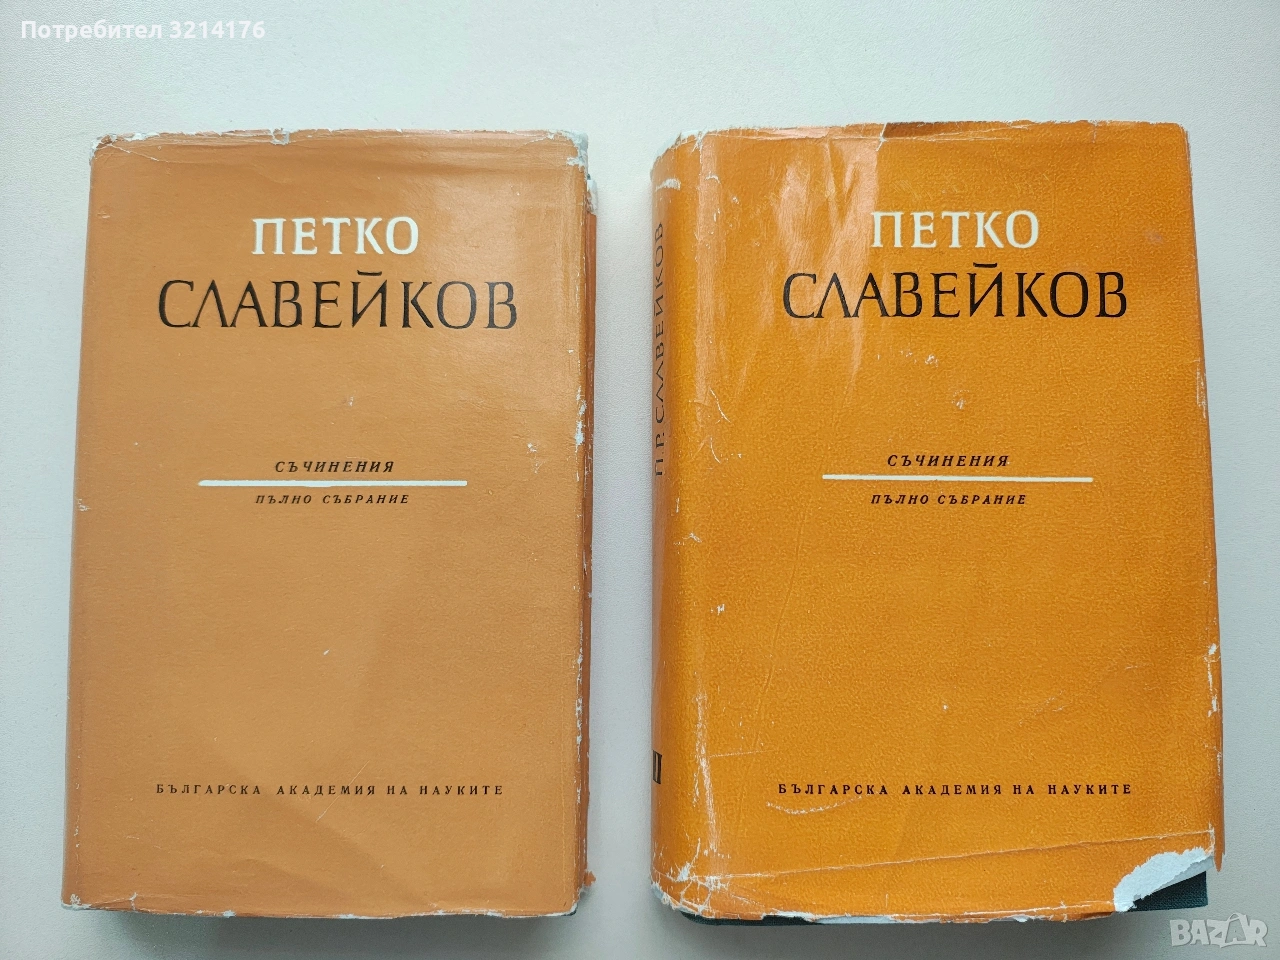 Потребител 3214176
ПЕТКО
СЛАВЕЙКОВ
СЪЧИНЕНИЯ
ПЪЛНО СЪБРАНИЕ
БЪЛГАРСКА АКАДЕМИЯ НА НАУКИТЕ
П.Р. СЛАВЕЙКОВ
ПЕТКО
СЛАВЕЙКОВ
СЪЧИНЕНИЯ
ПЪЛНО СЪБРАНИЕ
БЪЛГАРСКА АКАДЕМИЯ НА НАУКИТЕ
BAZAR